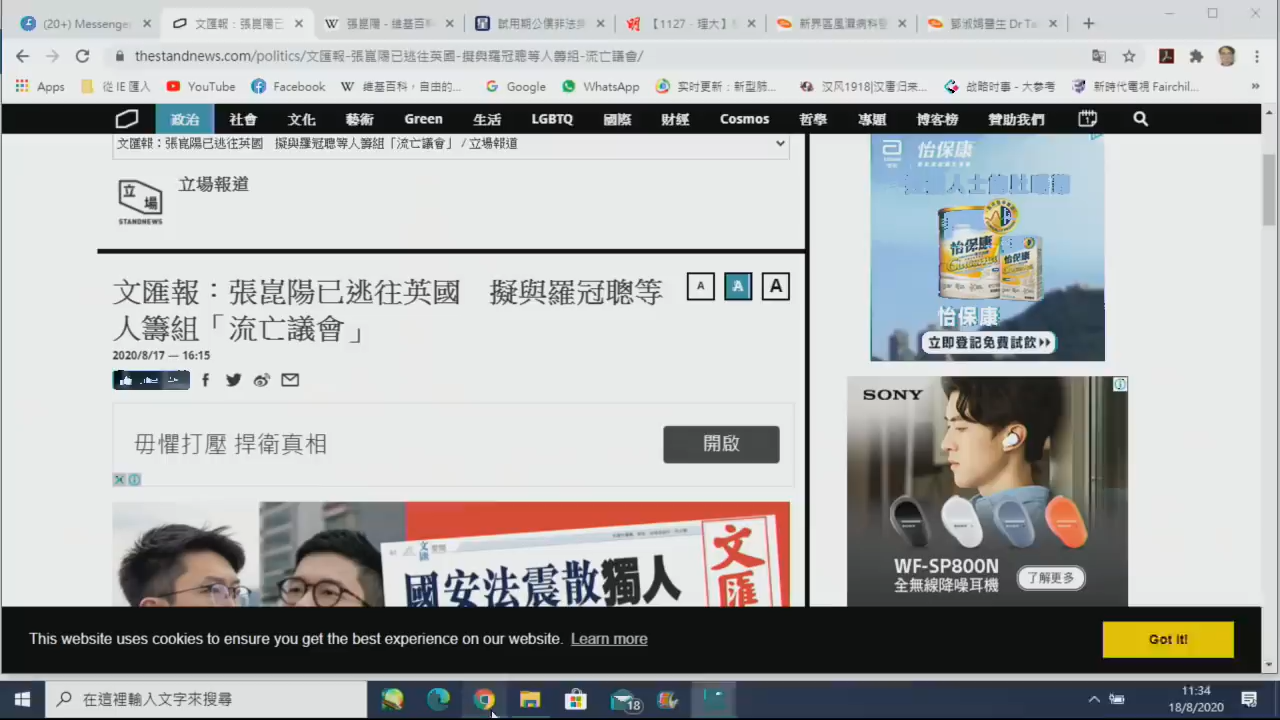 (20+) Messenger
文匯報：張崑陽已
張崑陽 - 維基百科
試用期公僕非法
【1127 - 理大】
新界區風濕病科
鄧淑娟醫生 Dr Ta
thestandnews.com/politics/文匯報-張崑陽已逃往英國-擬與羅冠聰等人籌組-流亡議會/
Apps
從 IE 匯入
YouTube
Facebook
維基百科，自由的...
Google
WhatsApp
实时更新：新型肺...
汉风1918|汉唐归来...
战略时事 - 大参考
新時代電視 Fairchil...
»
政治 社會 文化 藝術 Green 生活 LGBTQ 國際 財經 Cosmos 哲學 專題 博客榜 贊助我們
文匯報：張崑陽已逃往英國　擬與羅冠聰等人籌組「流亡議會」 / 立場報道
立場
STANDNEWS
立場報道
文匯報：張崑陽已逃往英國　擬與羅冠聰等
人籌組「流亡議會」
A A A
2020/8/17 — 16:15
毋懼打壓 捍衛真相
開啟
國安法震散獨人
文匯
怡保康
怡保康
怡保康
怡保康
立即登記免費試飲
SONY
WF-SP800N
全無線降噪耳機
了解更多
This website uses cookies to ensure you get the best experience on our website. Learn more
Got it!
在這裡輸入文字來搜尋
18
11:34
18/8/2020